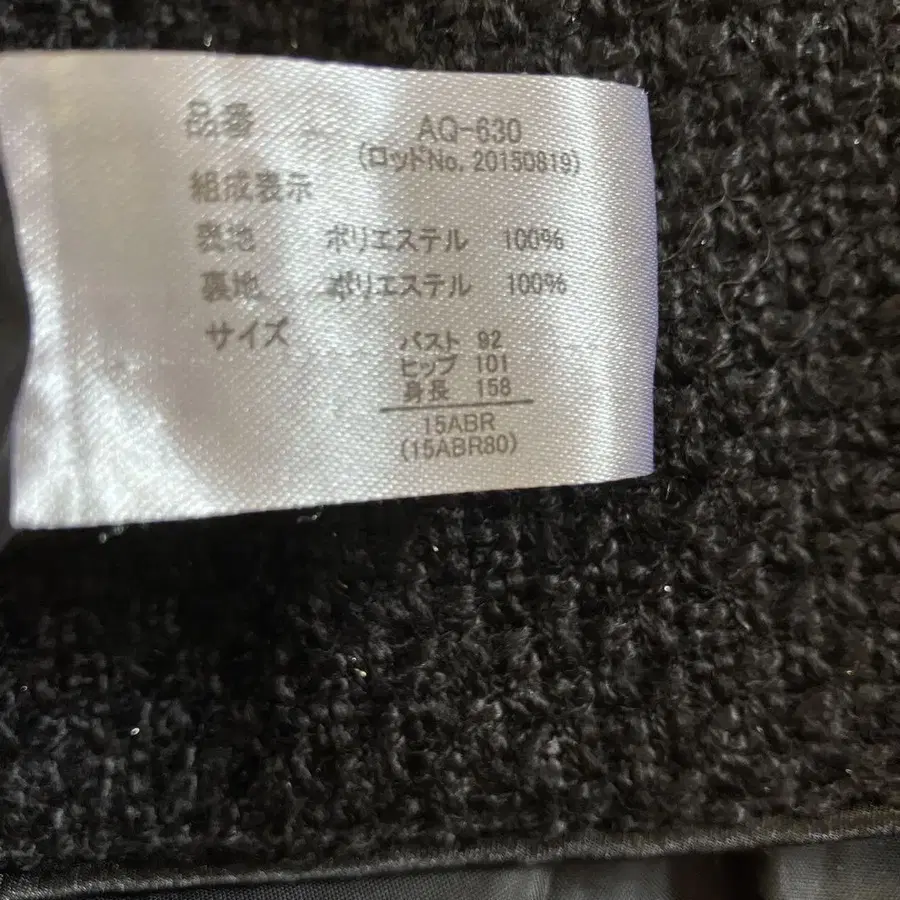 品番 AQ-630
(ロッドNo. 20150819)
組成表示
表地 ポリエステル 100%
裏地 ポリエステル 100%
サイズ バスト 92
ヒップ 101
身長 158
15ABR
(15ABR80)